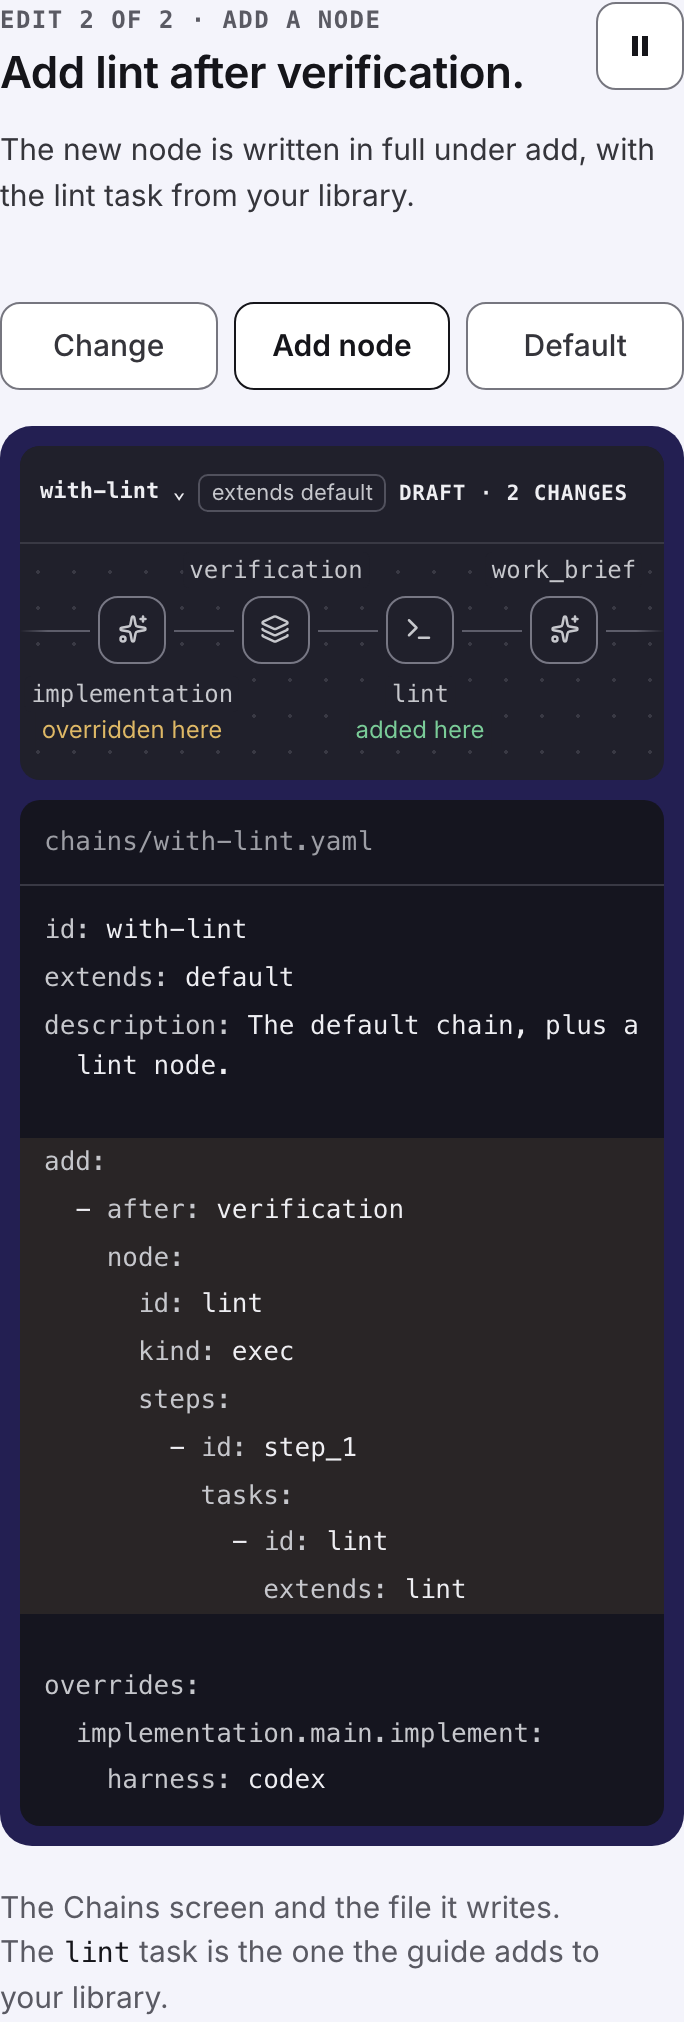 EDIT 2 OF 2 · ADD A NODE
Add lint after verification.
The new node is written in full under add, with
the lint task from your library.
Change
Add node
Default
with-lint
extends default
DRAFT · 2 CHANGES
verification
work_brief
implementation
lint
overridden here
added here
chains/with-lint.yaml
id: with-lint
extends: default
description: The default chain, plus a
  lint node.
add:
  - after: verification
    node:
      id: lint
      kind: exec
      steps:
        - id: step_1
          tasks:
            - id: lint
              extends: lint
overrides:
  implementation.main.implement:
    harness: codex
The Chains screen and the file it writes.
The lint task is the one the guide adds to
your library.